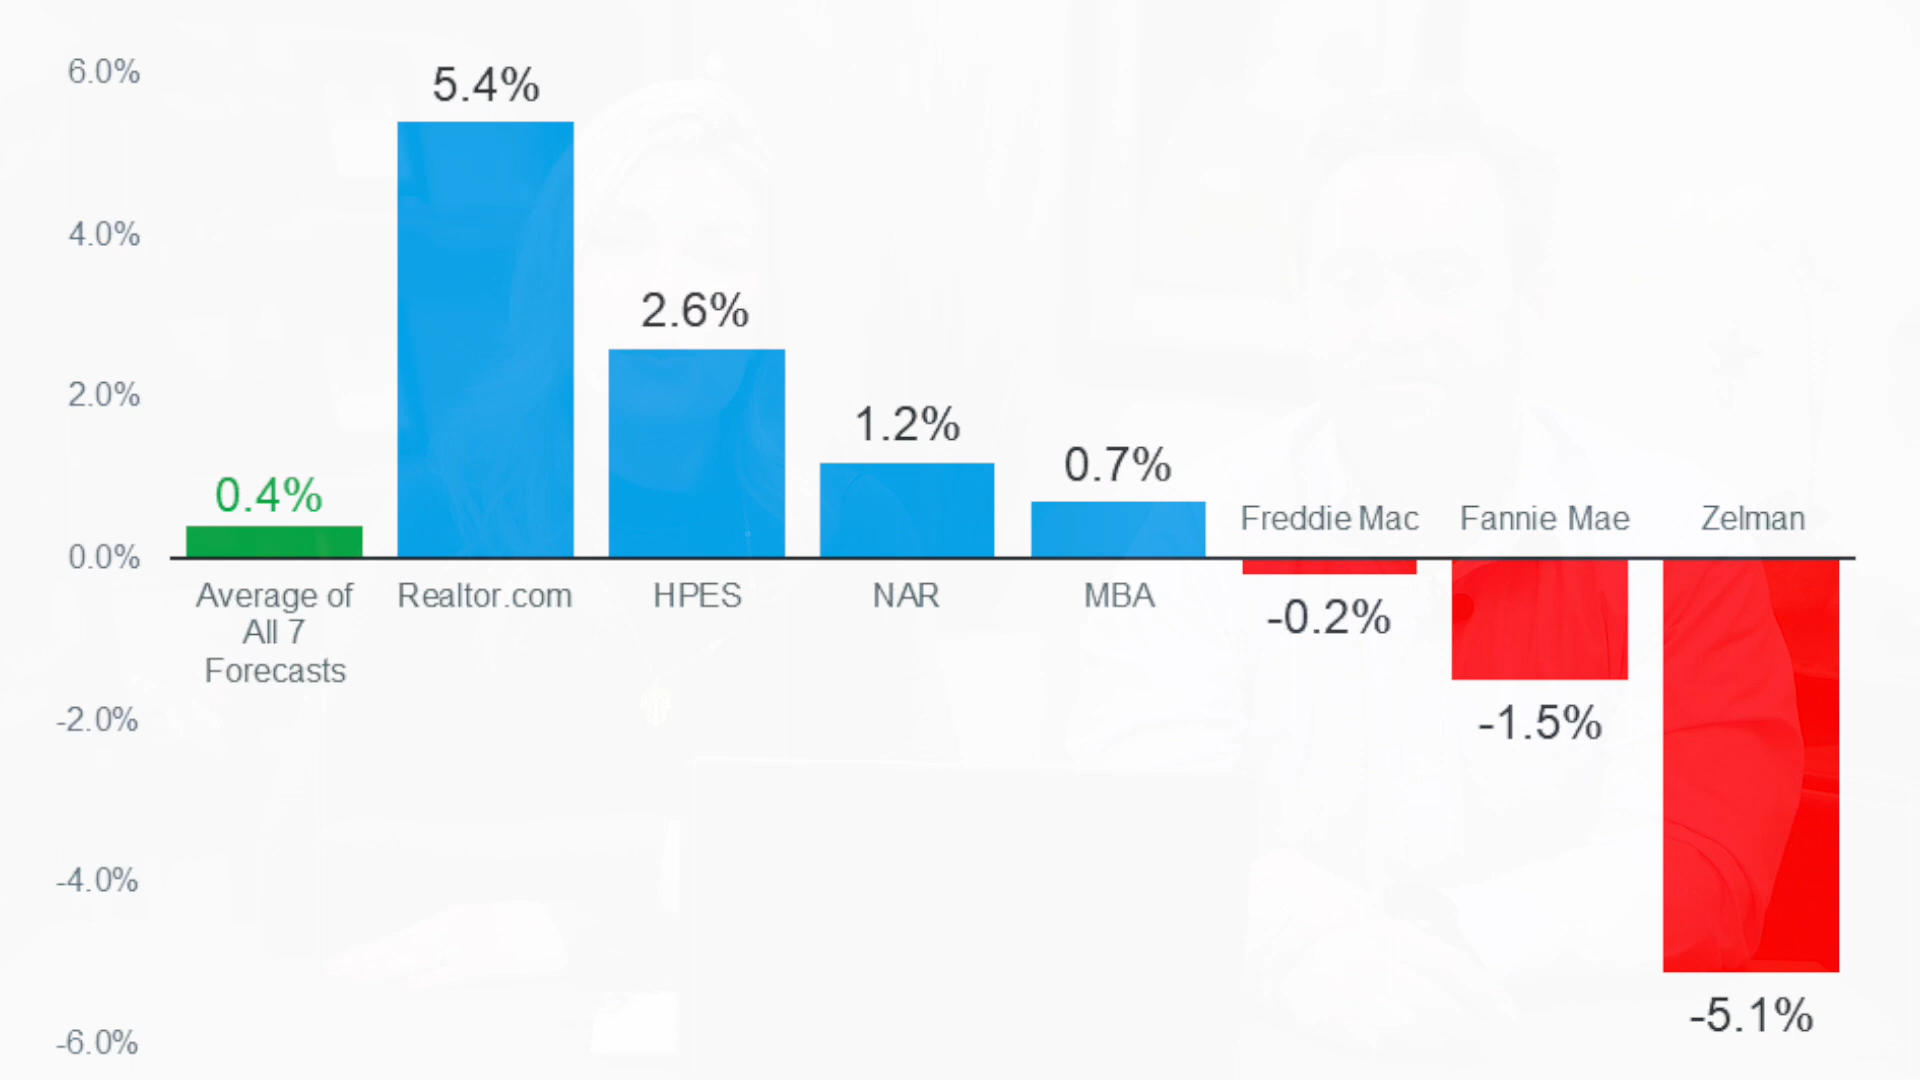 6.0%
5.4%
4.0%
2.6%
2.0%
1.2%
0.7%
0.4%
Freddie Mac
Fannie Mae
Zelman
0.0%
Average of
All 7
Forecasts
Realtor.com
HPES
NAR
MBA
-0.2%
-1.5%
-2.0%
-4.0%
-5.1%
-6.0%